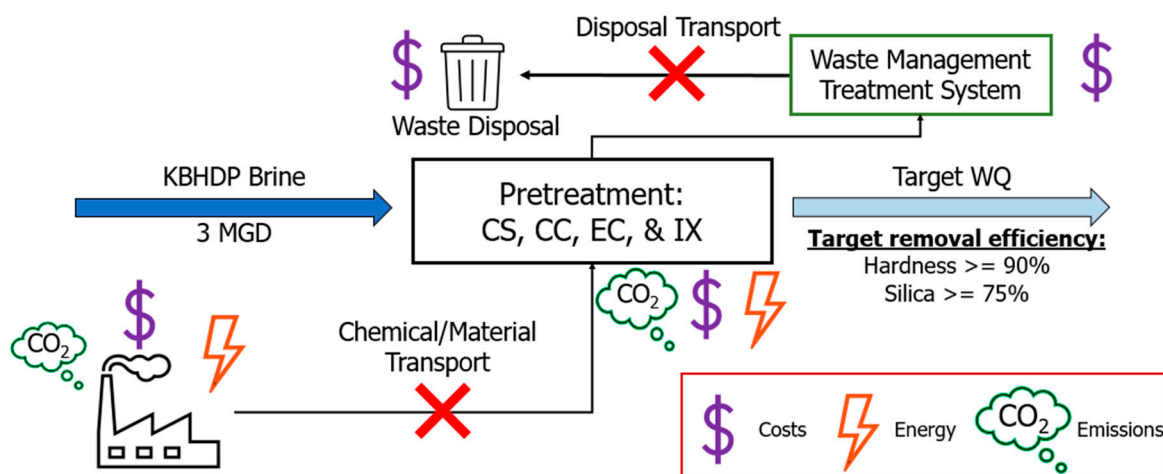 Disposal Transport
$
Waste Disposal
Waste Management
Treatment System
$
KBHDP Brine
3 MGD
Pretreatment:
CS, CC, EC, & IX
Target WQ
Target removal efficiency:
Hardness >= 90%
Silica >= 75%
CO2
$
Chemical/Material
Transport
CO2
$
$ Costs
Energy
CO2 Emissions